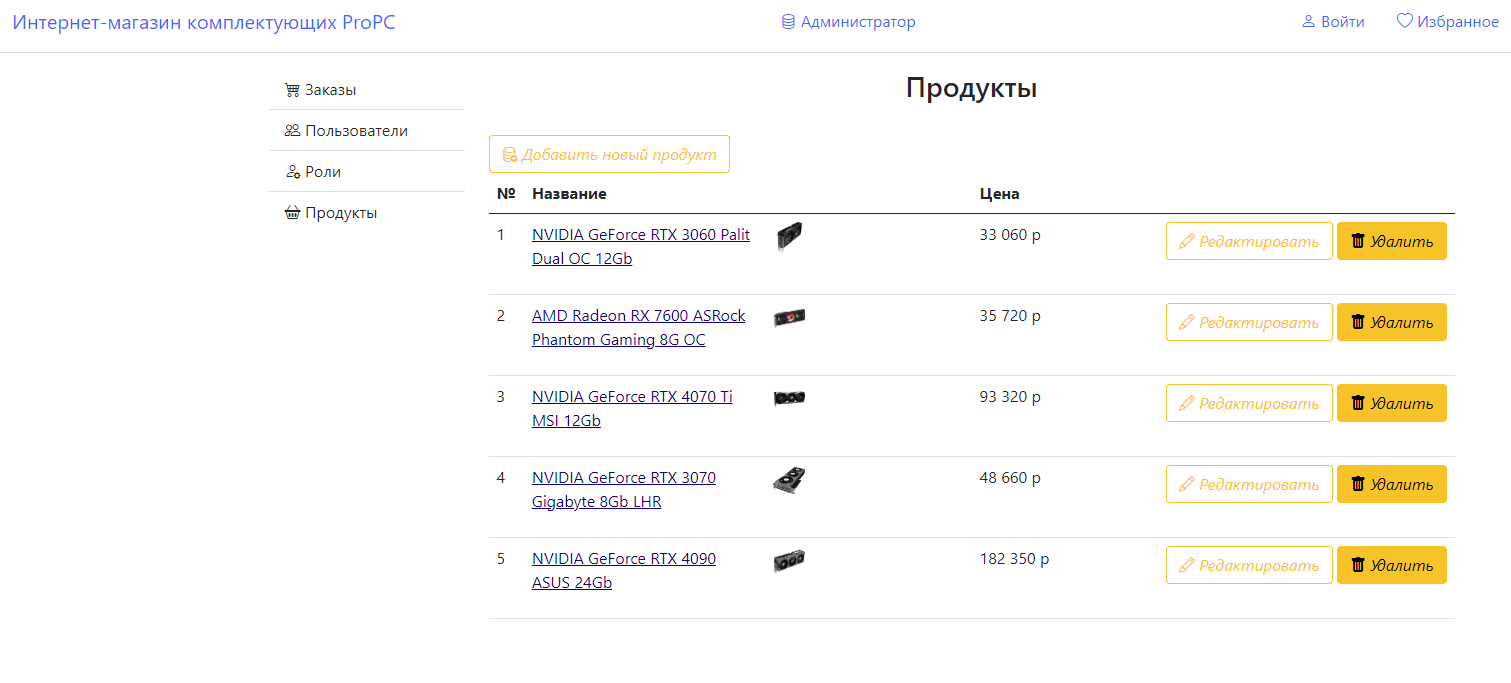 Интернет-магазин комплектующих ProPC
Администратор
Войти
Избранное
Заказы
Пользователи
Роли
Продукты
Продукты
Добавить новый продукт
№ Название Цена
1 NVIDIA GeForce RTX 3060 Palit 33 060 р Редактировать Удалить
Dual OC 12Gb
2 AMD Radeon RX 7600 ASRock 35 720 р Редактировать Удалить
Phantom Gaming 8G OC
3 NVIDIA GeForce RTX 4070 Ti 93 320 р Редактировать Удалить
MSI 12Gb
4 NVIDIA GeForce RTX 3070 48 660 р Редактировать Удалить
Gigabyte 8Gb LHR
5 NVIDIA GeForce RTX 4090 182 350 р Редактировать Удалить
ASUS 24Gb